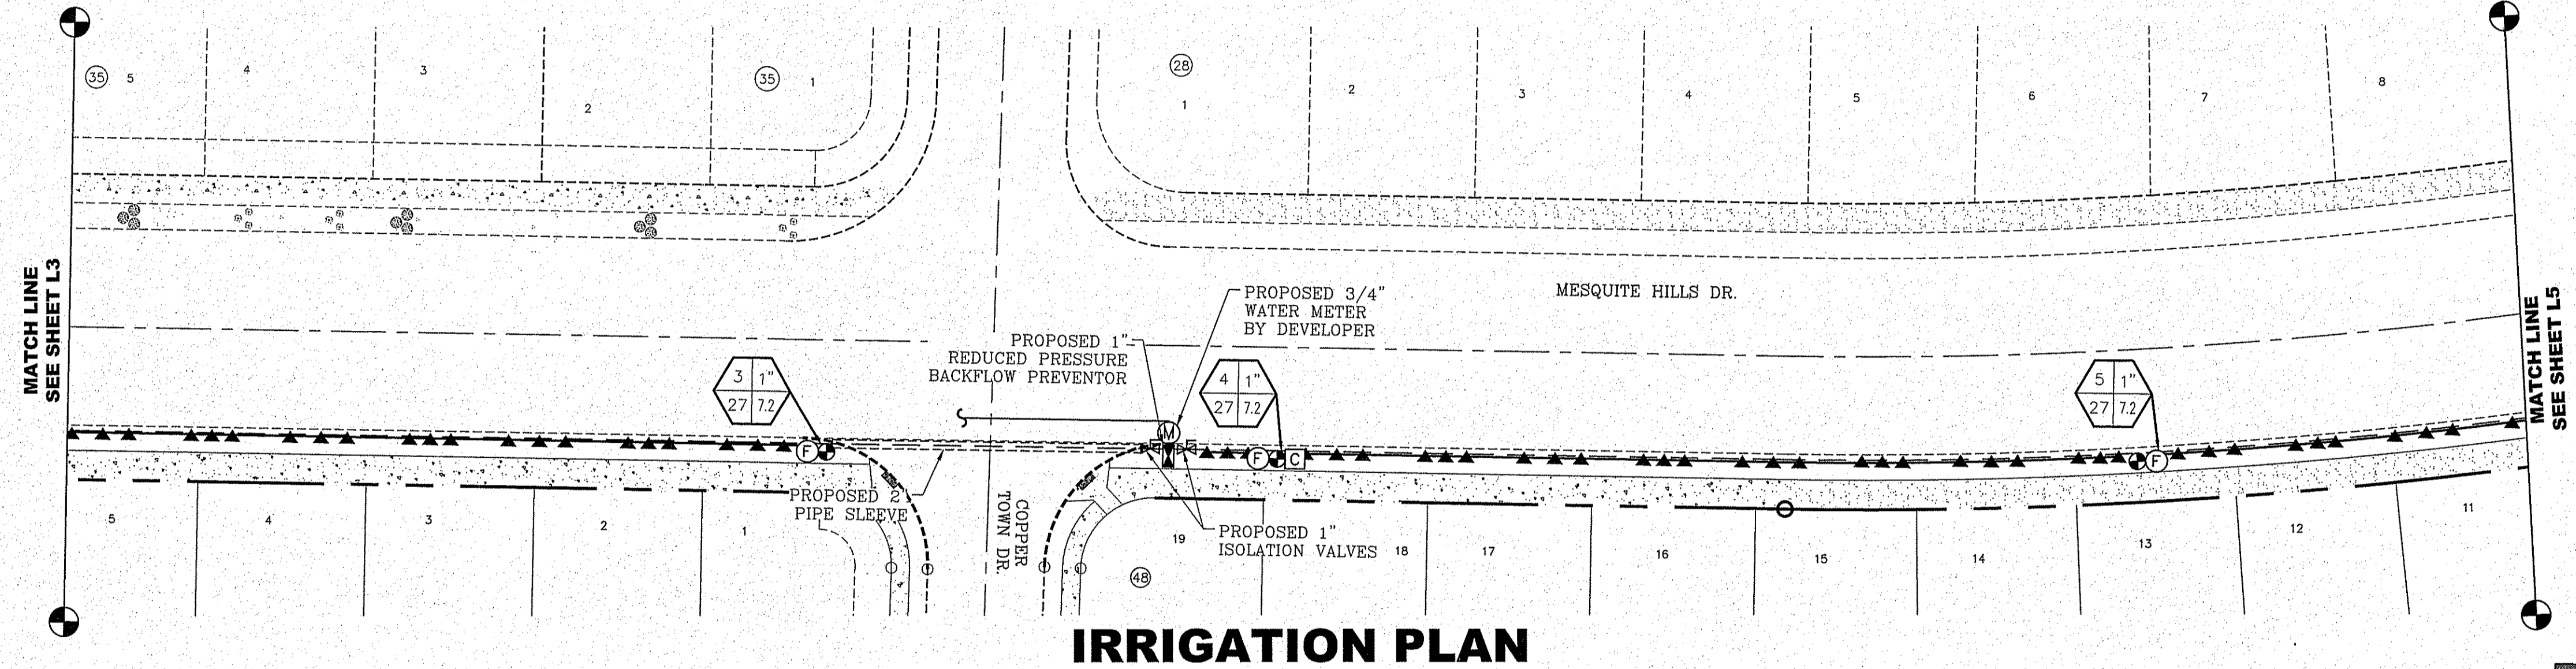 35 5 4 3 2 35 1
28 1 2 3 4 5 6 7 8
MATCH LINE
SEE SHEET L3
MESQUITE HILLS DR.
PROPOSED 3/4"
WATER METER
BY DEVELOPER
PROPOSED 1"
REDUCED PRESSURE
BACKFLOW PREVENTOR
3 1"
27 7.2
4 1"
27 7.2
5 1"
27 7.2
MATCH LINE
SEE SHEET L5
F M F C F
PROPOSED 2"
PIPE SLEEVE
COPPER
TOWN DR.
PROPOSED 1"
ISOLATION VALVES
5 4 3 2 1
19 18 17 16 15 14 13 12 11
48
IRRIGATION PLAN